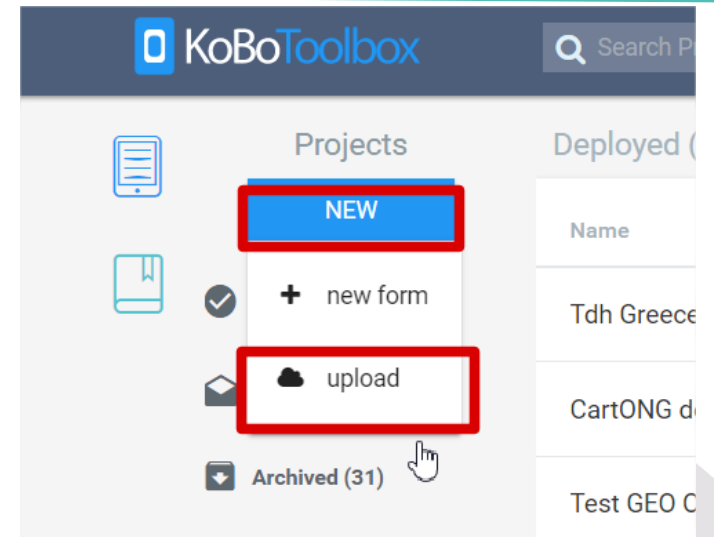 KoBoToolbox
Search P
Projects
Deployed (
NEW
Name
new form
Tdh Greece
upload
CartONG d
Archived (31)
Test GEO C